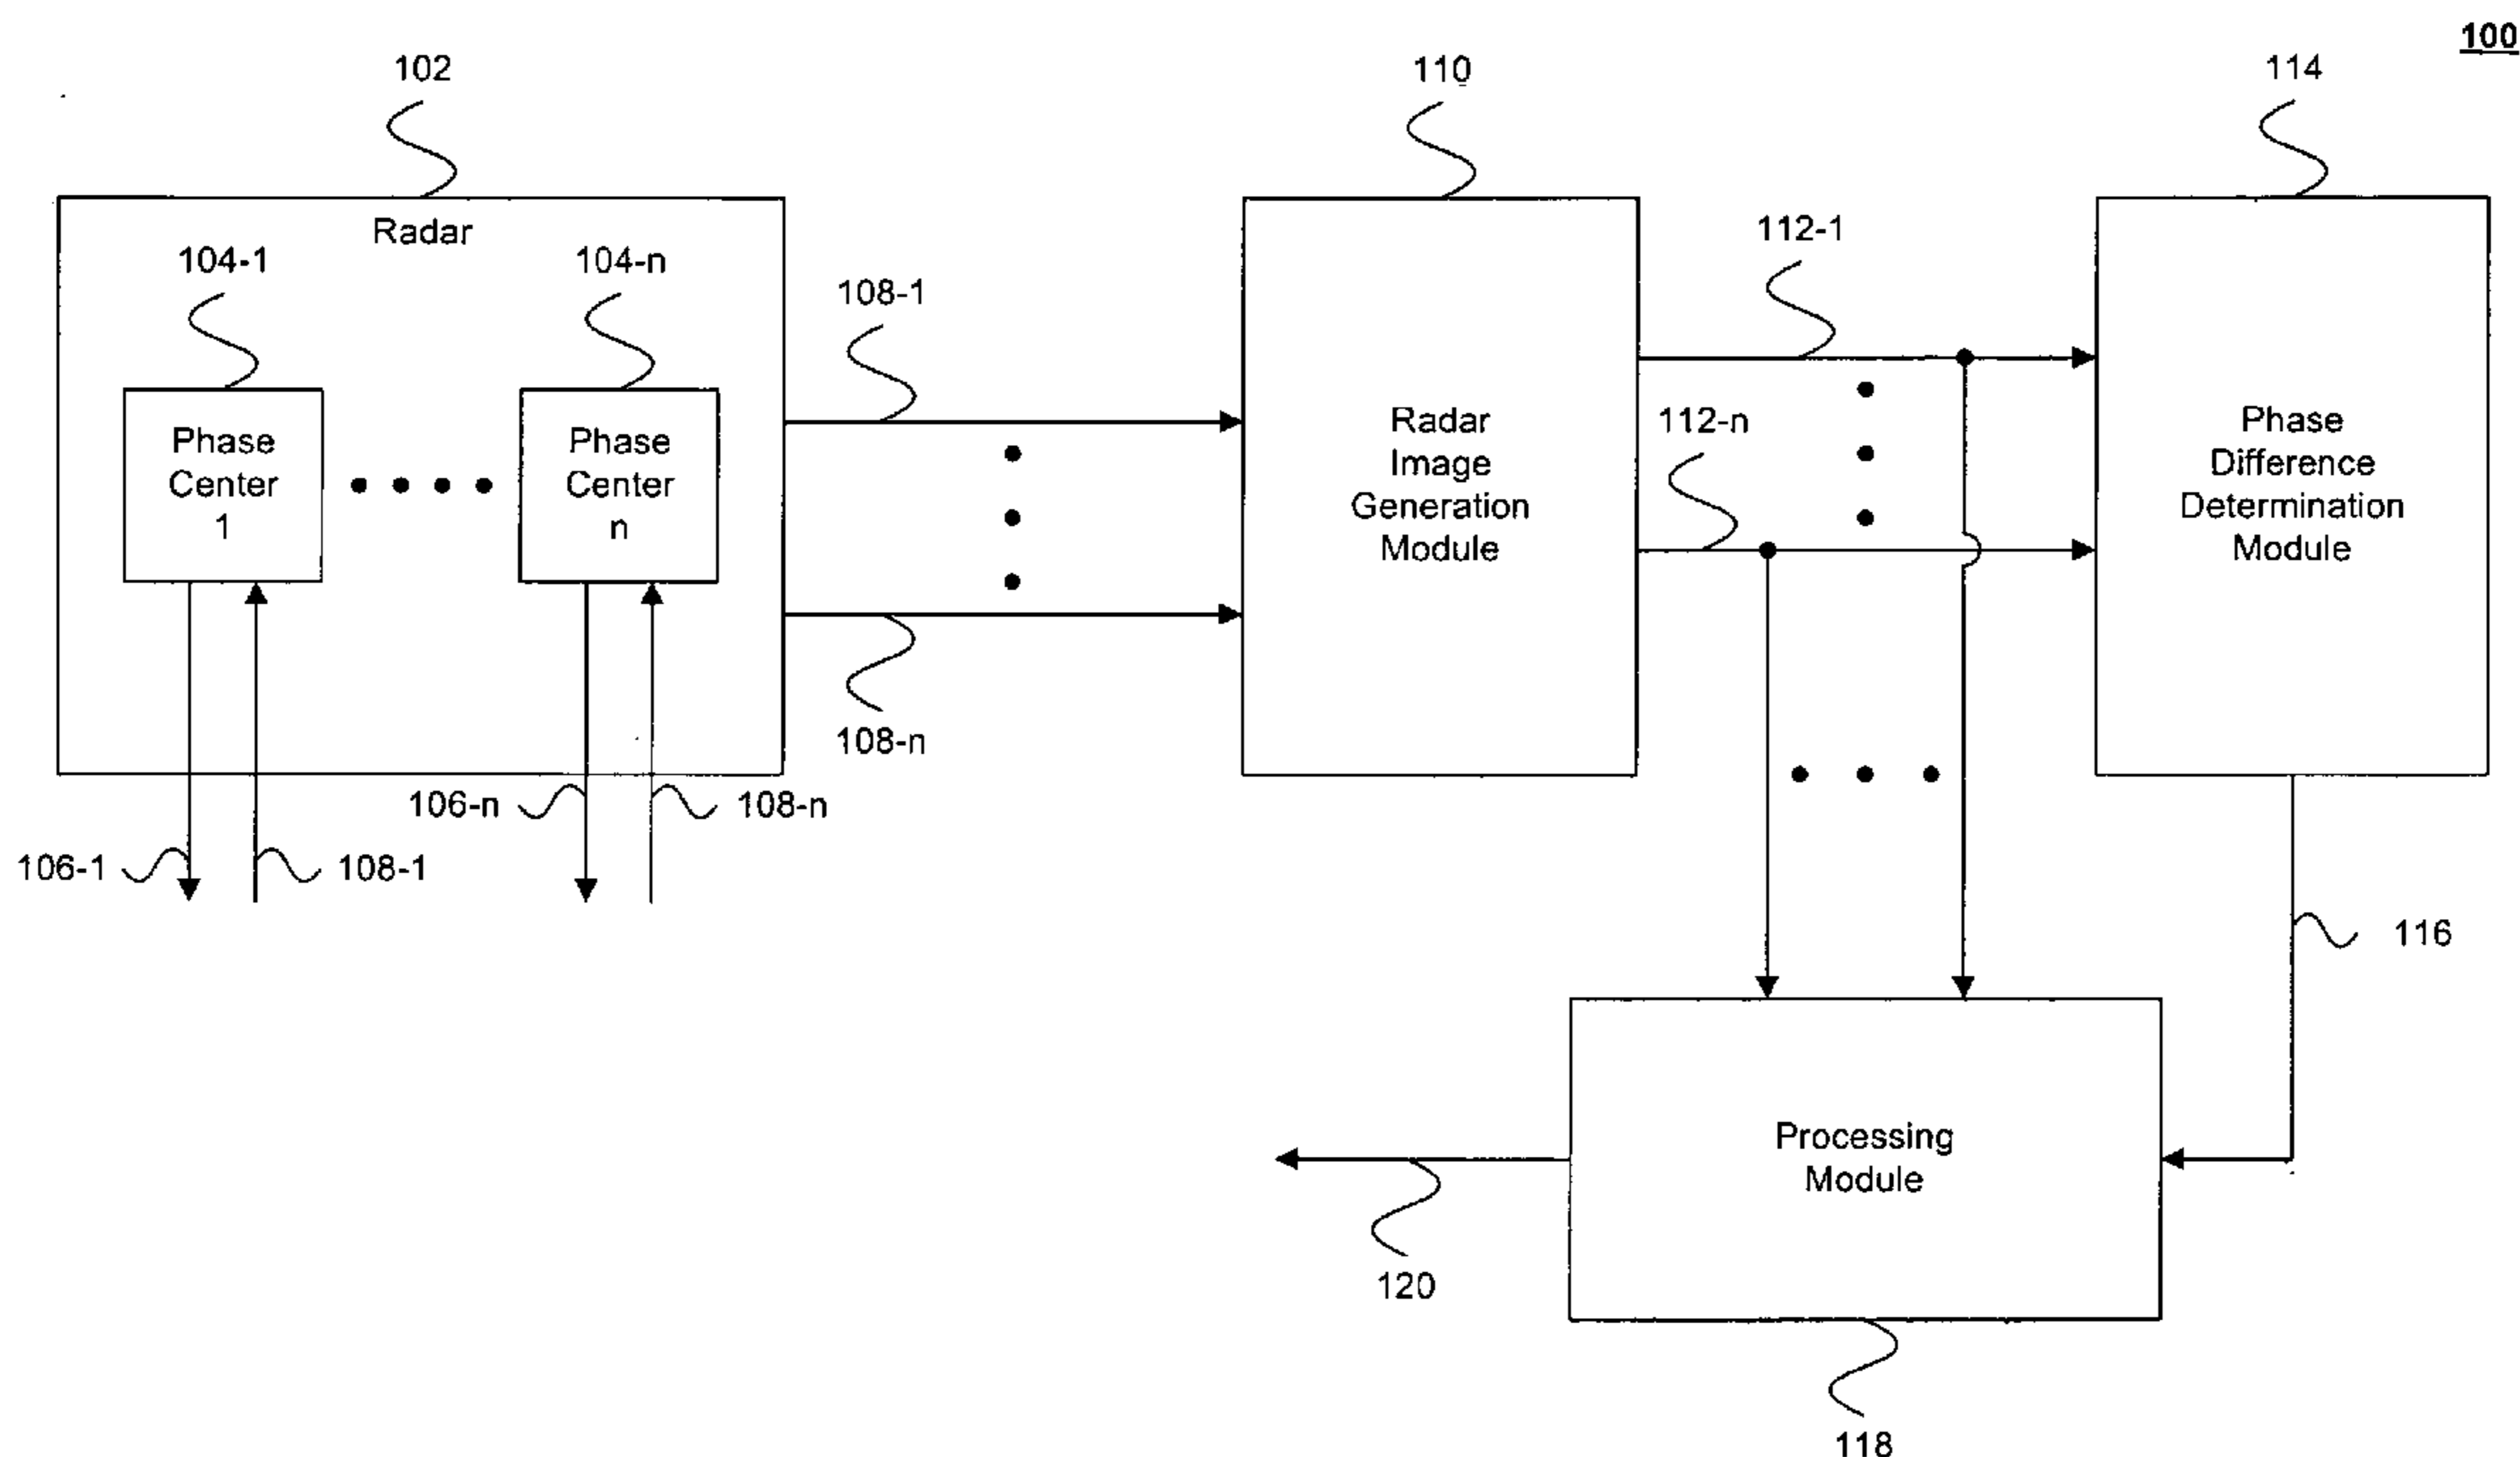 100
102
110
114
Radar
104-1
104-n
108-1
112-1
112-n
Phase
Center
1
Phase
Center
n
Radar
Image
Generation
Module
Phase
Difference
Determination
Module
108-n
106-n
108-n
106-1
108-1
116
Processing
Module
120
118